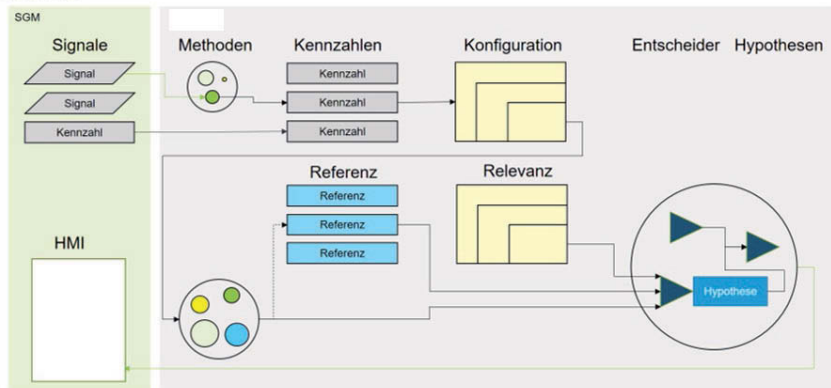 SGM
Signale
Methoden
Kennzahlen
Konfiguration
Entscheider
Hypothesen
Signal
Kennzahl
Signal
Kennzahl
Kennzahl
Kennzahl
Referenz
Relevanz
Referenz
Referenz
Referenz
HMI
Hypothese